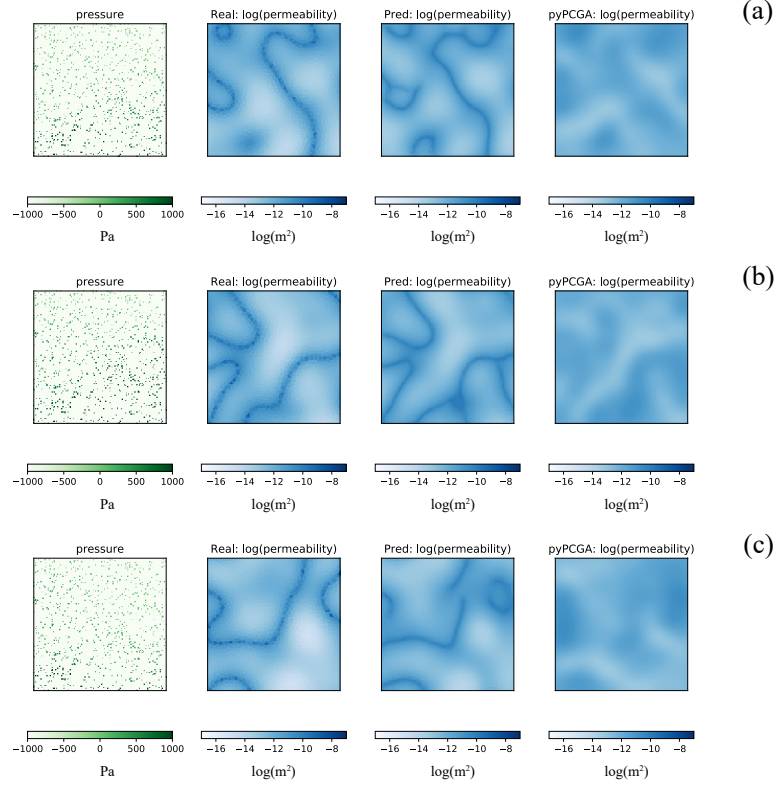 (a)
pressure Real: log(permeability) Pred: log(permeability) pyPCGA: log(permeability)
−1000 −500 0 500 1000 −16 −14 −12 −10 −8 −16 −14 −12 −10 −8 −16 −14 −12 −10 −8
Pa log(m²) log(m²) log(m²)
(b)
pressure Real: log(permeability) Pred: log(permeability) pyPCGA: log(permeability)
−1000 −500 0 500 1000 −16 −14 −12 −10 −8 −16 −14 −12 −10 −8 −16 −14 −12 −10 −8
Pa log(m²) log(m²) log(m²)
(c)
pressure Real: log(permeability) Pred: log(permeability) pyPCGA: log(permeability)
−1000 −500 0 500 1000 −16 −14 −12 −10 −8 −16 −14 −12 −10 −8 −16 −14 −12 −10 −8
Pa log(m²) log(m²) log(m²)